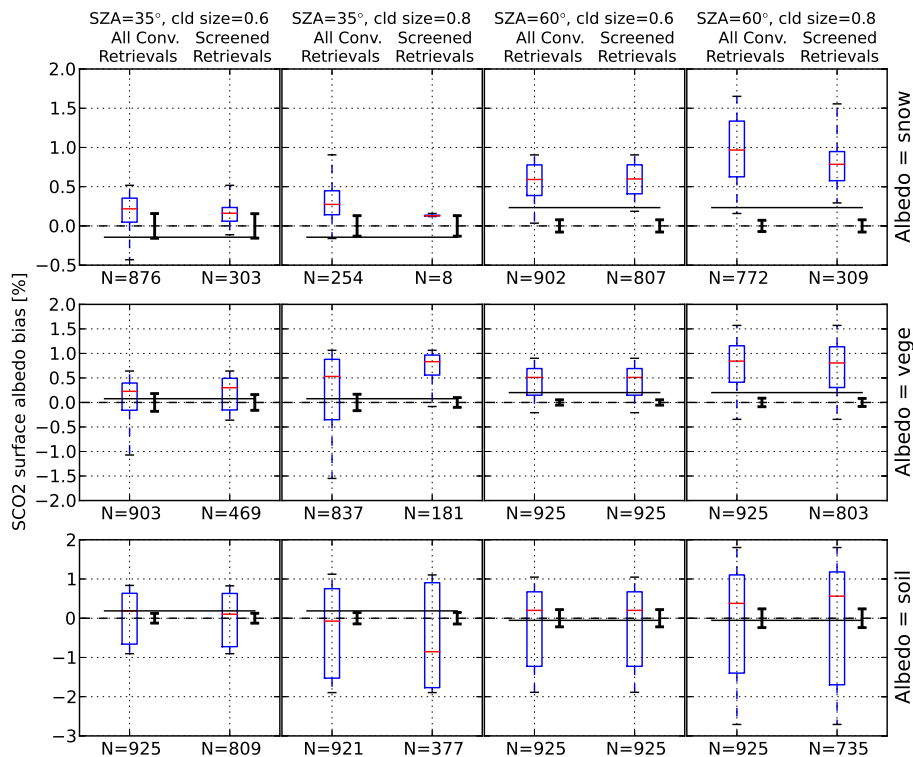 SZA=35°, cld size=0.6 SZA=35°, cld size=0.8 SZA=60°, cld size=0.6 SZA=60°, cld size=0.8
All Conv. Screened All Conv. Screened All Conv. Screened All Conv. Screened
Retrievals Retrievals Retrievals Retrievals Retrievals Retrievals Retrievals Retrievals
2.0
1.5
1.0
0.5
0.0
−0.5
Albedo = snow
N=876 N=303 N=254 N=8 N=902 N=807 N=772 N=309
SCO2 surface albedo bias [%]
2.0
1.5
1.0
0.5
0.0
−0.5
−1.0
−1.5
−2.0
Albedo = vege
N=903 N=469 N=837 N=181 N=925 N=925 N=925 N=803
2
1
0
−1
−2
−3
Albedo = soil
N=925 N=809 N=921 N=377 N=925 N=925 N=925 N=735